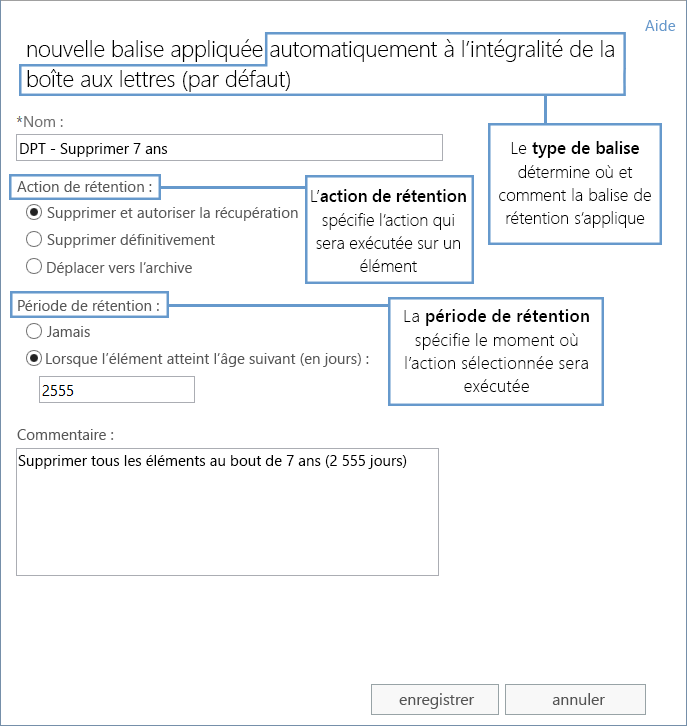 Aide
nouvelle balise appliquée automatiquement à l’intégralité de la
boîte aux lettres (par défaut)
*Nom :
DPT - Supprimer 7 ans
Le type de balise
détermine où et
comment la balise de
rétention s’applique
Action de rétention :
Supprimer et autoriser la récupération
Supprimer définitivement
Déplacer vers l’archive
L’action de rétention
spécifie l’action qui
sera exécutée sur un
élément
Période de rétention :
Jamais
Lorsque l’élément atteint l’âge suivant (en jours) :
2555
La période de rétention
spécifie le moment où
l’action sélectionnée sera
exécutée
Commentaire :
Supprimer tous les éléments au bout de 7 ans (2 555 jours)
enregistrer
annuler